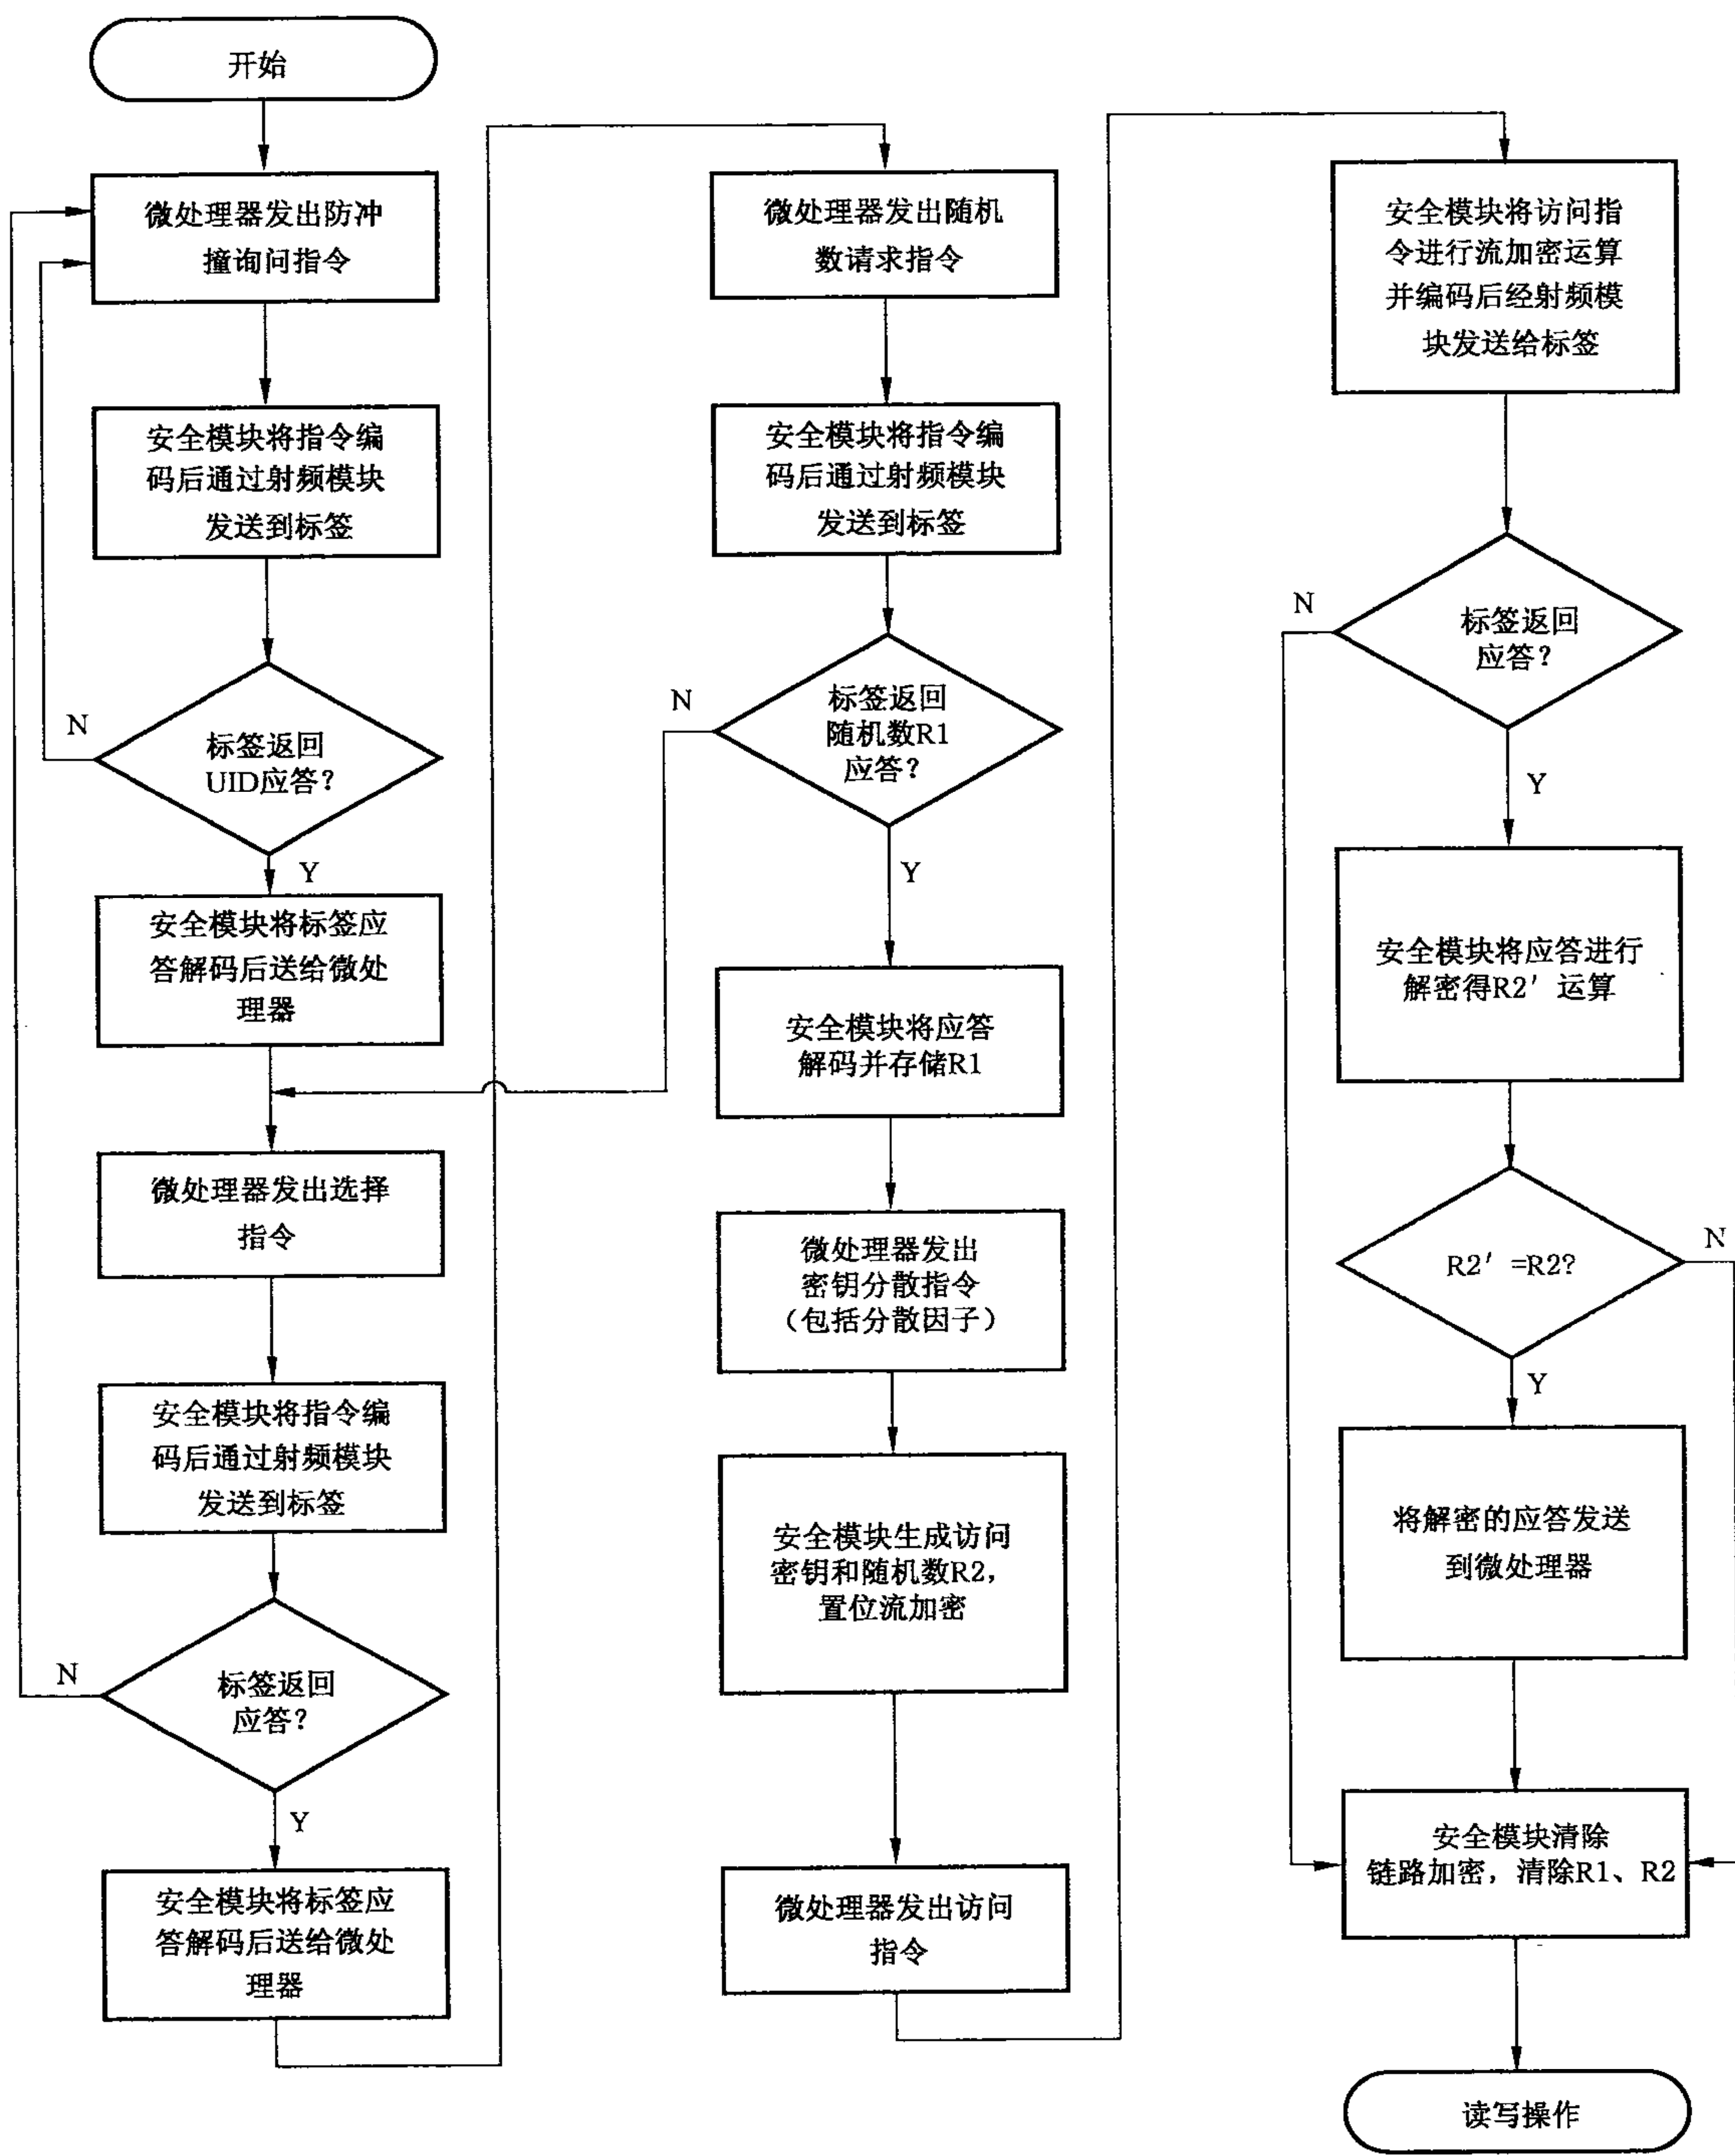 开始
微处理器发出防冲
撞询问指令
安全模块将指令编
码后通过射频模块
发送到标签
N
标签返回
UID应答?
Y
安全模块将标签应
答解码后送给微处
理器
微处理器发出选择
指令
安全模块将指令编
码后通过射频模块
发送到标签
N
标签返回
应答?
Y
安全模块将标签应
答解码后送给微处
理器
微处理器发出随机
数请求指令
安全模块将指令编
码后通过射频模块
发送到标签
N
标签返回
随机数R1
应答?
Y
安全模块将应答
解码并存储R1
微处理器发出
密钥分散指令
（包括分散因子）
安全模块生成访问
密钥和随机数R2，
置位流加密
微处理器发出访问
指令
安全模块将访问指
令进行流加密运算
并编码后经射频模
块发送给标签
N
标签返回
应答?
Y
安全模块将应答进行
解密得R2′运算
N
R2′=R2?
Y
将解密的应答发送
到微处理器
安全模块清除
链路加密，清除R1、R2
读写操作